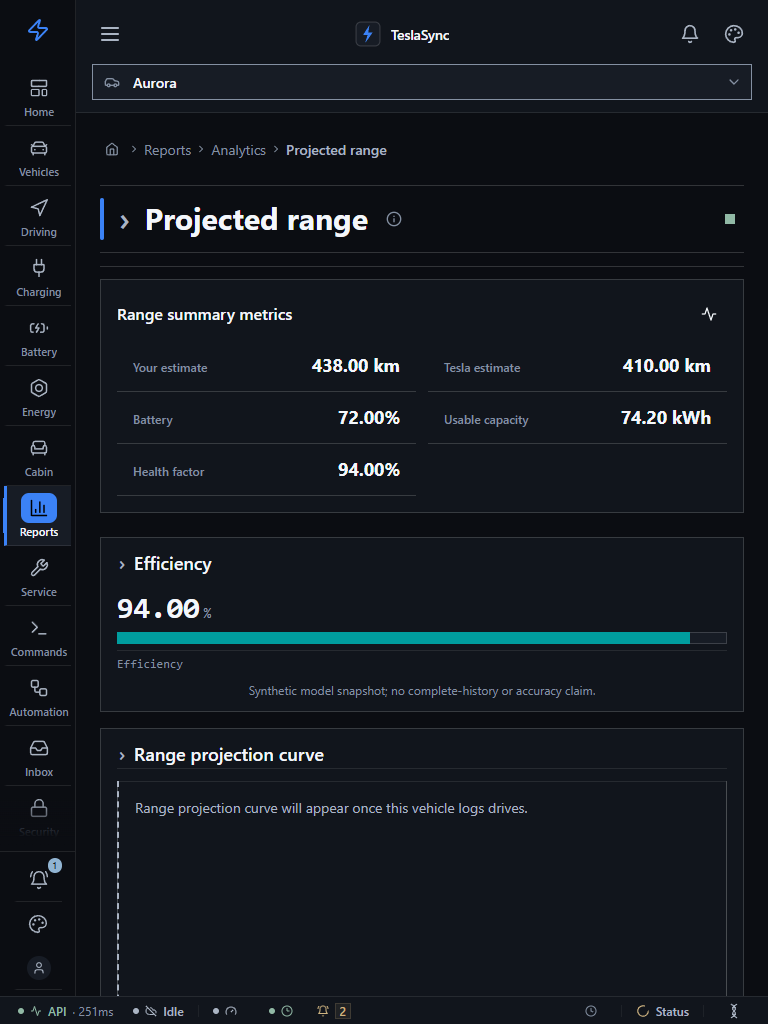 TeslaSync
Aurora
Home
Vehicles
Driving
Charging
Battery
Energy
Cabin
Reports
Service
Commands
Automation
Inbox
Security
1
Reports
Analytics
Projected range
Projected range
Range summary metrics
Your estimate 438.00 km
Tesla estimate 410.00 km
Battery 72.00%
Usable capacity 74.20 kWh
Health factor 94.00%
Efficiency
94.00 %
Efficiency
Synthetic model snapshot; no complete-history or accuracy claim.
Range projection curve
Range projection curve will appear once this vehicle logs drives.
API · 251ms
Idle
2
Status